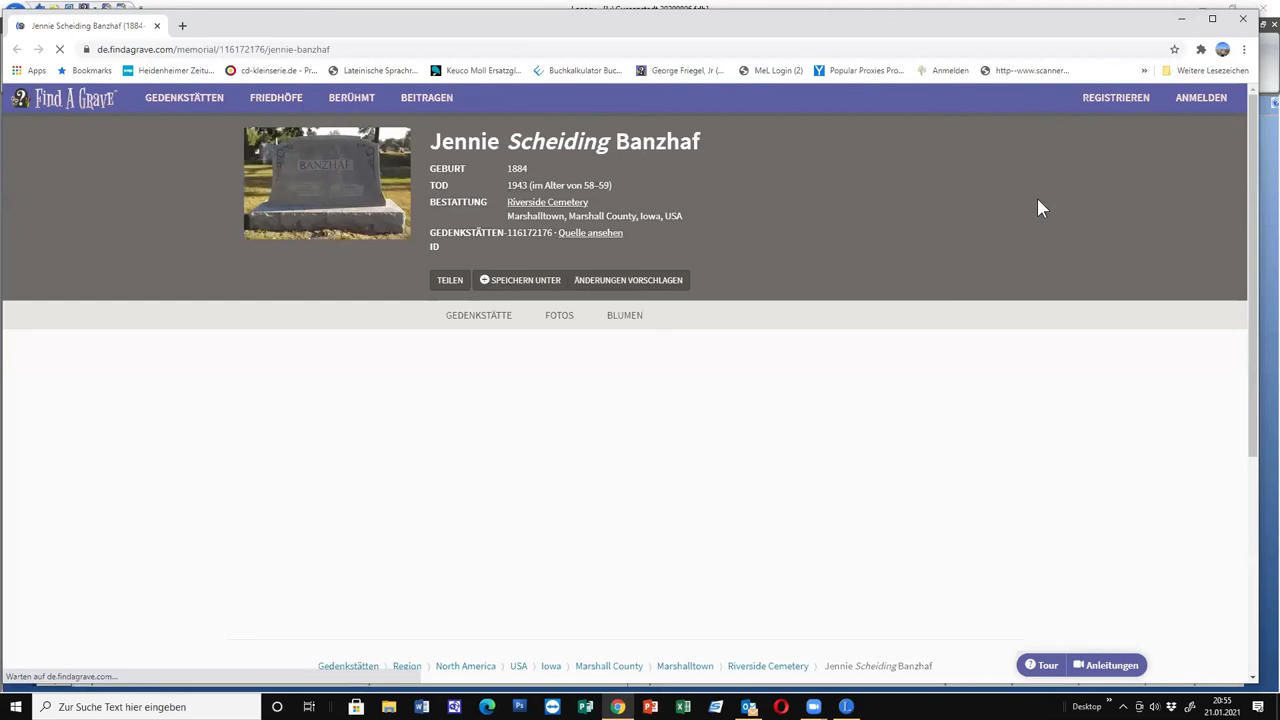 Jennie Scheiding Banzhaf (1884-
de.findagrave.com/memorial/116172176/jennie-banzhaf
Apps Bookmarks Heidenheimer Zeitu... cd-kleinserie.de - Pr... Lateinische Sprachr... Keuco Moll Ersatzgl... Buchkalkulator Buc... George Friegel, Jr (... MeL Login (2) Popular Proxies Pro... Anmelden http--www.scanner... » Weitere Lesezeichen
FIND A GRAVE GEDENKSTÄTTEN FRIEDHÖFE BERÜHMT BEITRAGEN REGISTRIEREN ANMELDEN
BANZHAF
Jennie Scheiding Banzhaf
GEBURT 1884
TOD 1943 (im Alter von 58–59)
BESTATTUNG Riverside Cemetery
Marshalltown, Marshall County, Iowa, USA
GEDENKSTÄTTEN- 116172176 · Quelle ansehen
ID
TEILEN SPEICHERN UNTER ÄNDERUNGEN VORSCHLAGEN
GEDENKSTÄTTE FOTOS BLUMEN
Gedenkstätten Region North America USA Iowa Marshall County Marshalltown Riverside Cemetery Jennie Scheiding Banzhaf
Tour Anleitungen
Warten auf de.findagrave.com...
Zur Suche Text hier eingeben
Desktop » 20:55
21.01.2021